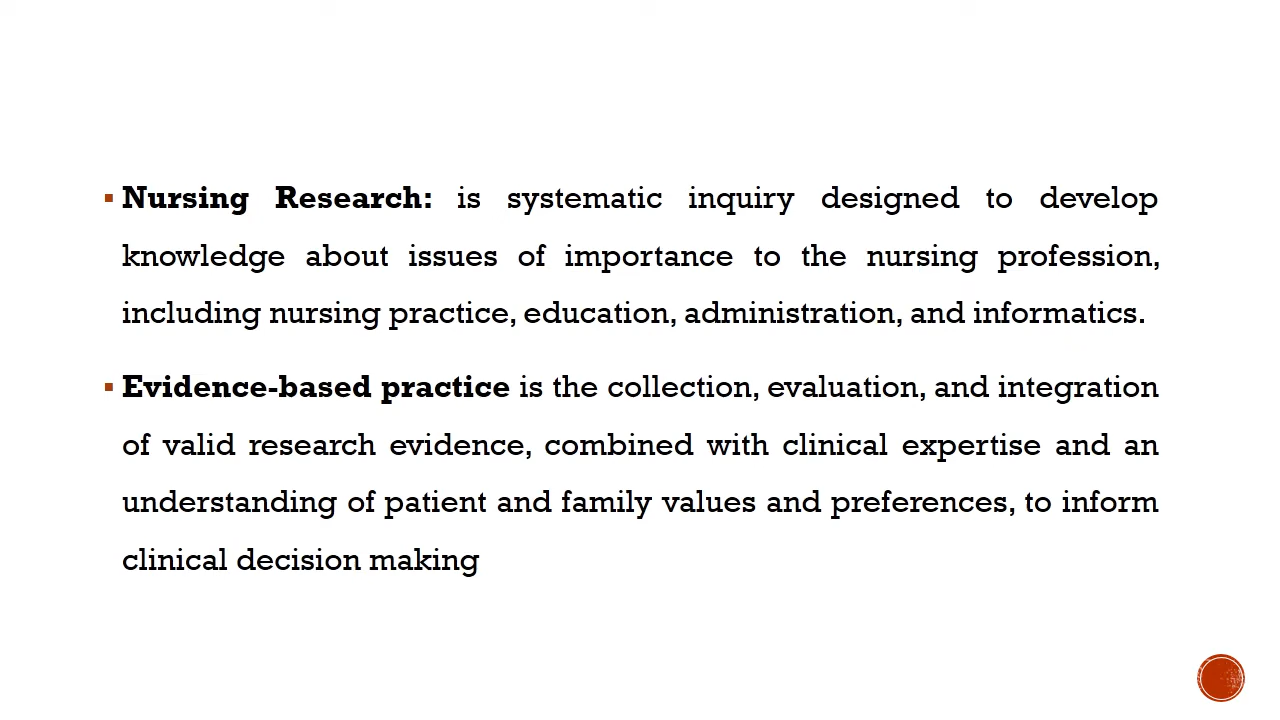 ▪ Nursing Research: is systematic inquiry designed to develop
knowledge about issues of importance to the nursing profession,
including nursing practice, education, administration, and informatics.
▪ Evidence-based practice is the collection, evaluation, and integration
of valid research evidence, combined with clinical expertise and an
understanding of patient and family values and preferences, to inform
clinical decision making